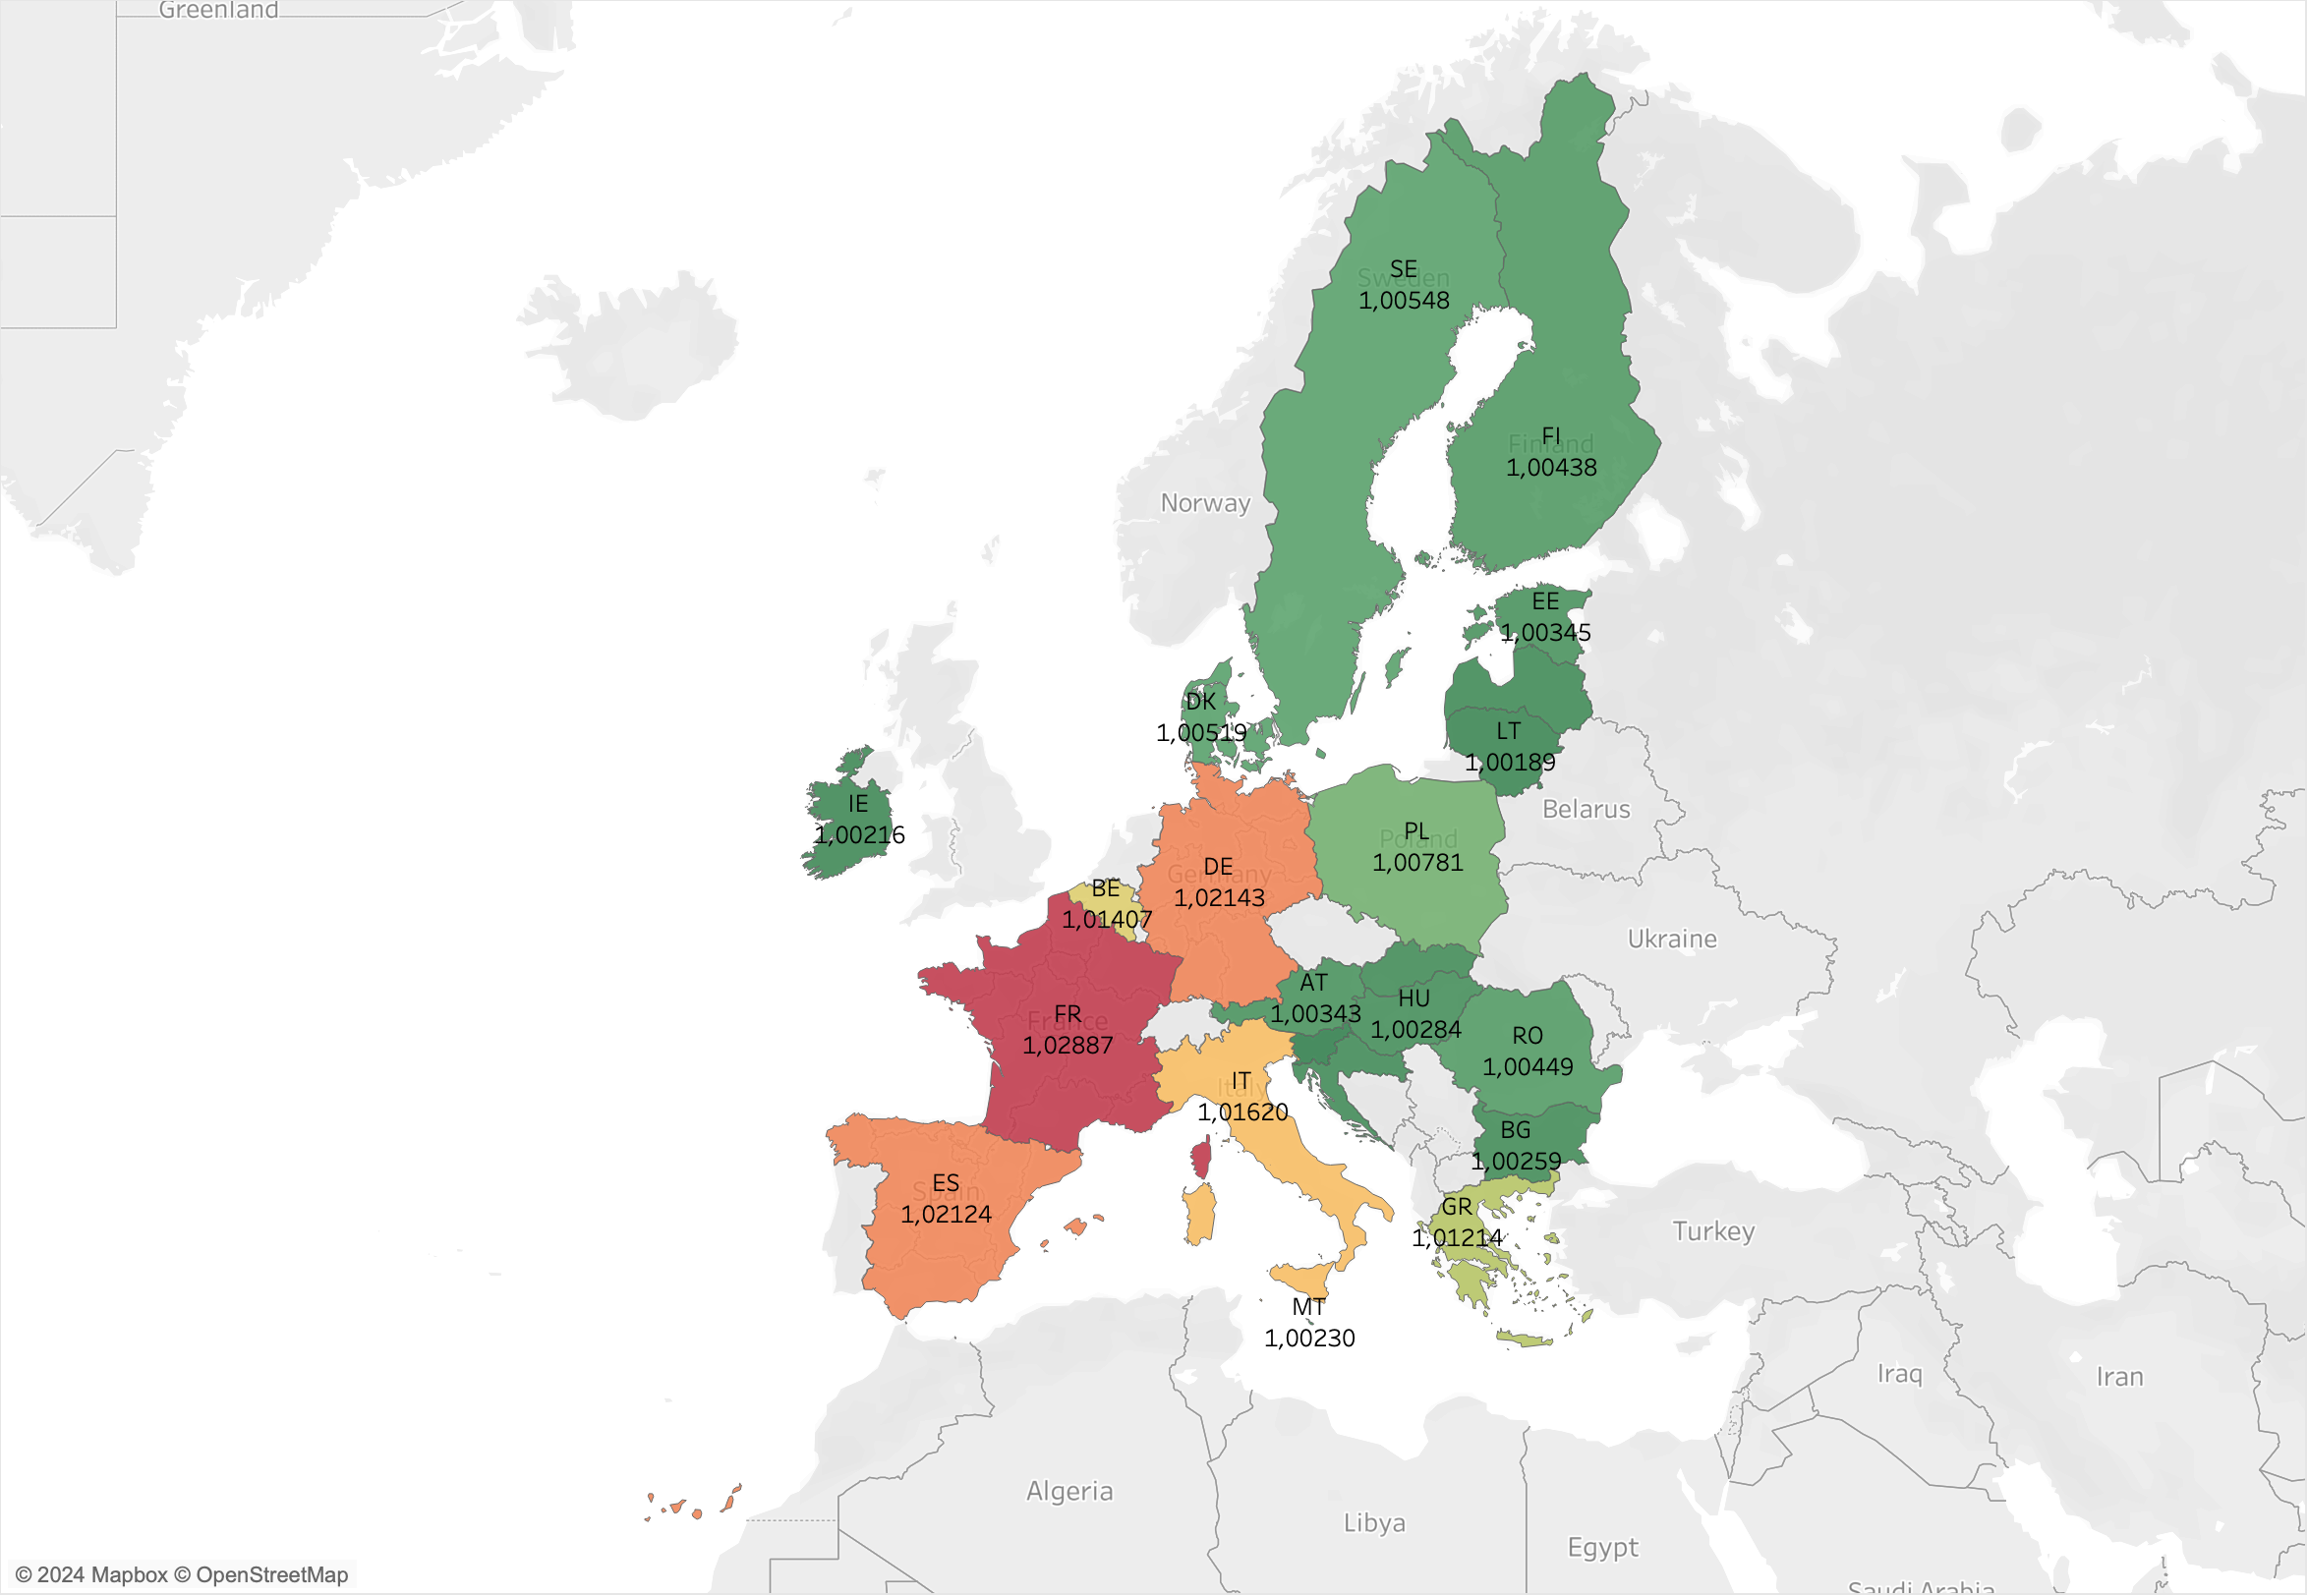 Greenland
SE
Sweden
1,00548
FI
Finland
1,00438
Norway
EE
1,00345
DK
1,00519
LT
1,00189
IE
1,00216
Belarus
PL
Poland
1,00781
DE
Germany
1,02143
BE
1,01407
Ukraine
AT
1,00343
HU
1,00284
FR
France
1,02887
RO
1,00449
IT
Italy
1,01620
BG
1,00259
ES
Spain
1,02124
GR
1,01214
Turkey
MT
1,00230
Iraq
Iran
Algeria
Libya
Egypt
Saudi Arabia
© 2024 Mapbox © OpenStreetMap